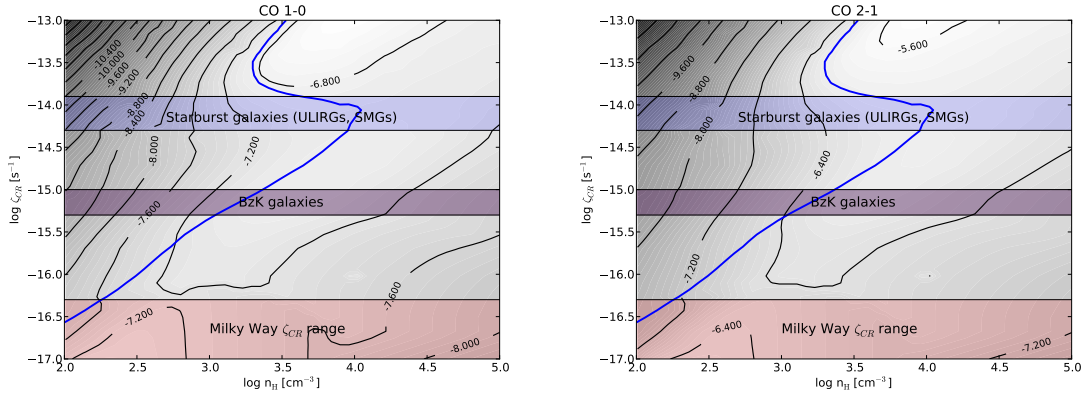 CO 1-0
−13.0
−13.5
−14.0
−14.5
−15.0
−15.5
−16.0
−16.5
−17.0
log ζCR [s−1]
-10.400
-10.000
-9.600
-9.200
-8.800
-8.400
-8.000
-7.600
-7.200
-6.800
-7.200
-7.600
-8.000
Starburst galaxies (ULIRGs, SMGs)
BzK galaxies
Milky Way ζCR range
2.0 2.5 3.0 3.5 4.0 4.5 5.0
log nH [cm−3]
CO 2-1
−13.0
−13.5
−14.0
−14.5
−15.0
−15.5
−16.0
−16.5
−17.0
log ζCR [s−1]
-9.600
-8.800
-8.000
-7.200
-6.400
-5.600
-6.400
-7.200
Starburst galaxies (ULIRGs, SMGs)
BzK galaxies
Milky Way ζCR range
2.0 2.5 3.0 3.5 4.0 4.5 5.0
log nH [cm−3]